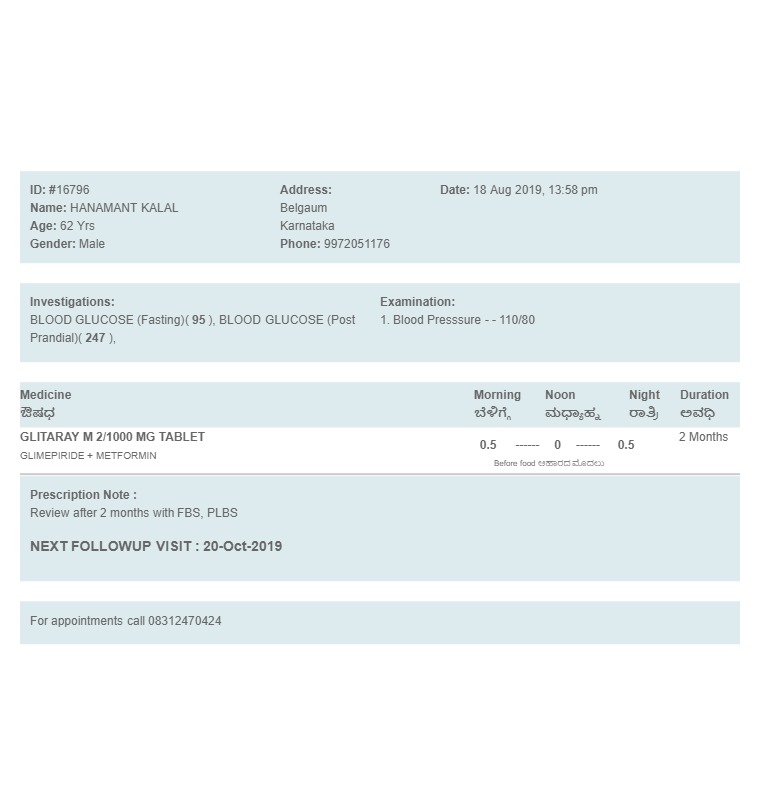 ID: #16796
Name: HANAMANT KALAL
Age: 62 Yrs
Gender: Male
Address:
Belgaum
Karnataka
Phone: 9972051176
Date: 18 Aug 2019, 13:58 pm
Investigations:
BLOOD GLUCOSE (Fasting)( 95 ), BLOOD GLUCOSE (Post
Prandial)( 247 ),
Examination:
1. Blood Presssure - - 110/80
Medicine Morning Noon Night Duration
ಔಷಧ ಬೆಳಿಗ್ಗೆ ಮಧ್ಯಾಹ್ನ ರಾತ್ರಿ ಅವಧಿ
GLITARAY M 2/1000 MG TABLET 0.5 ------ 0 ------ 0.5 2 Months
GLIMEPIRIDE + METFORMIN
Before food ಆಹಾರದ ಮೊದಲು
Prescription Note :
Review after 2 months with FBS, PLBS
NEXT FOLLOWUP VISIT : 20-Oct-2019
For appointments call 08312470424